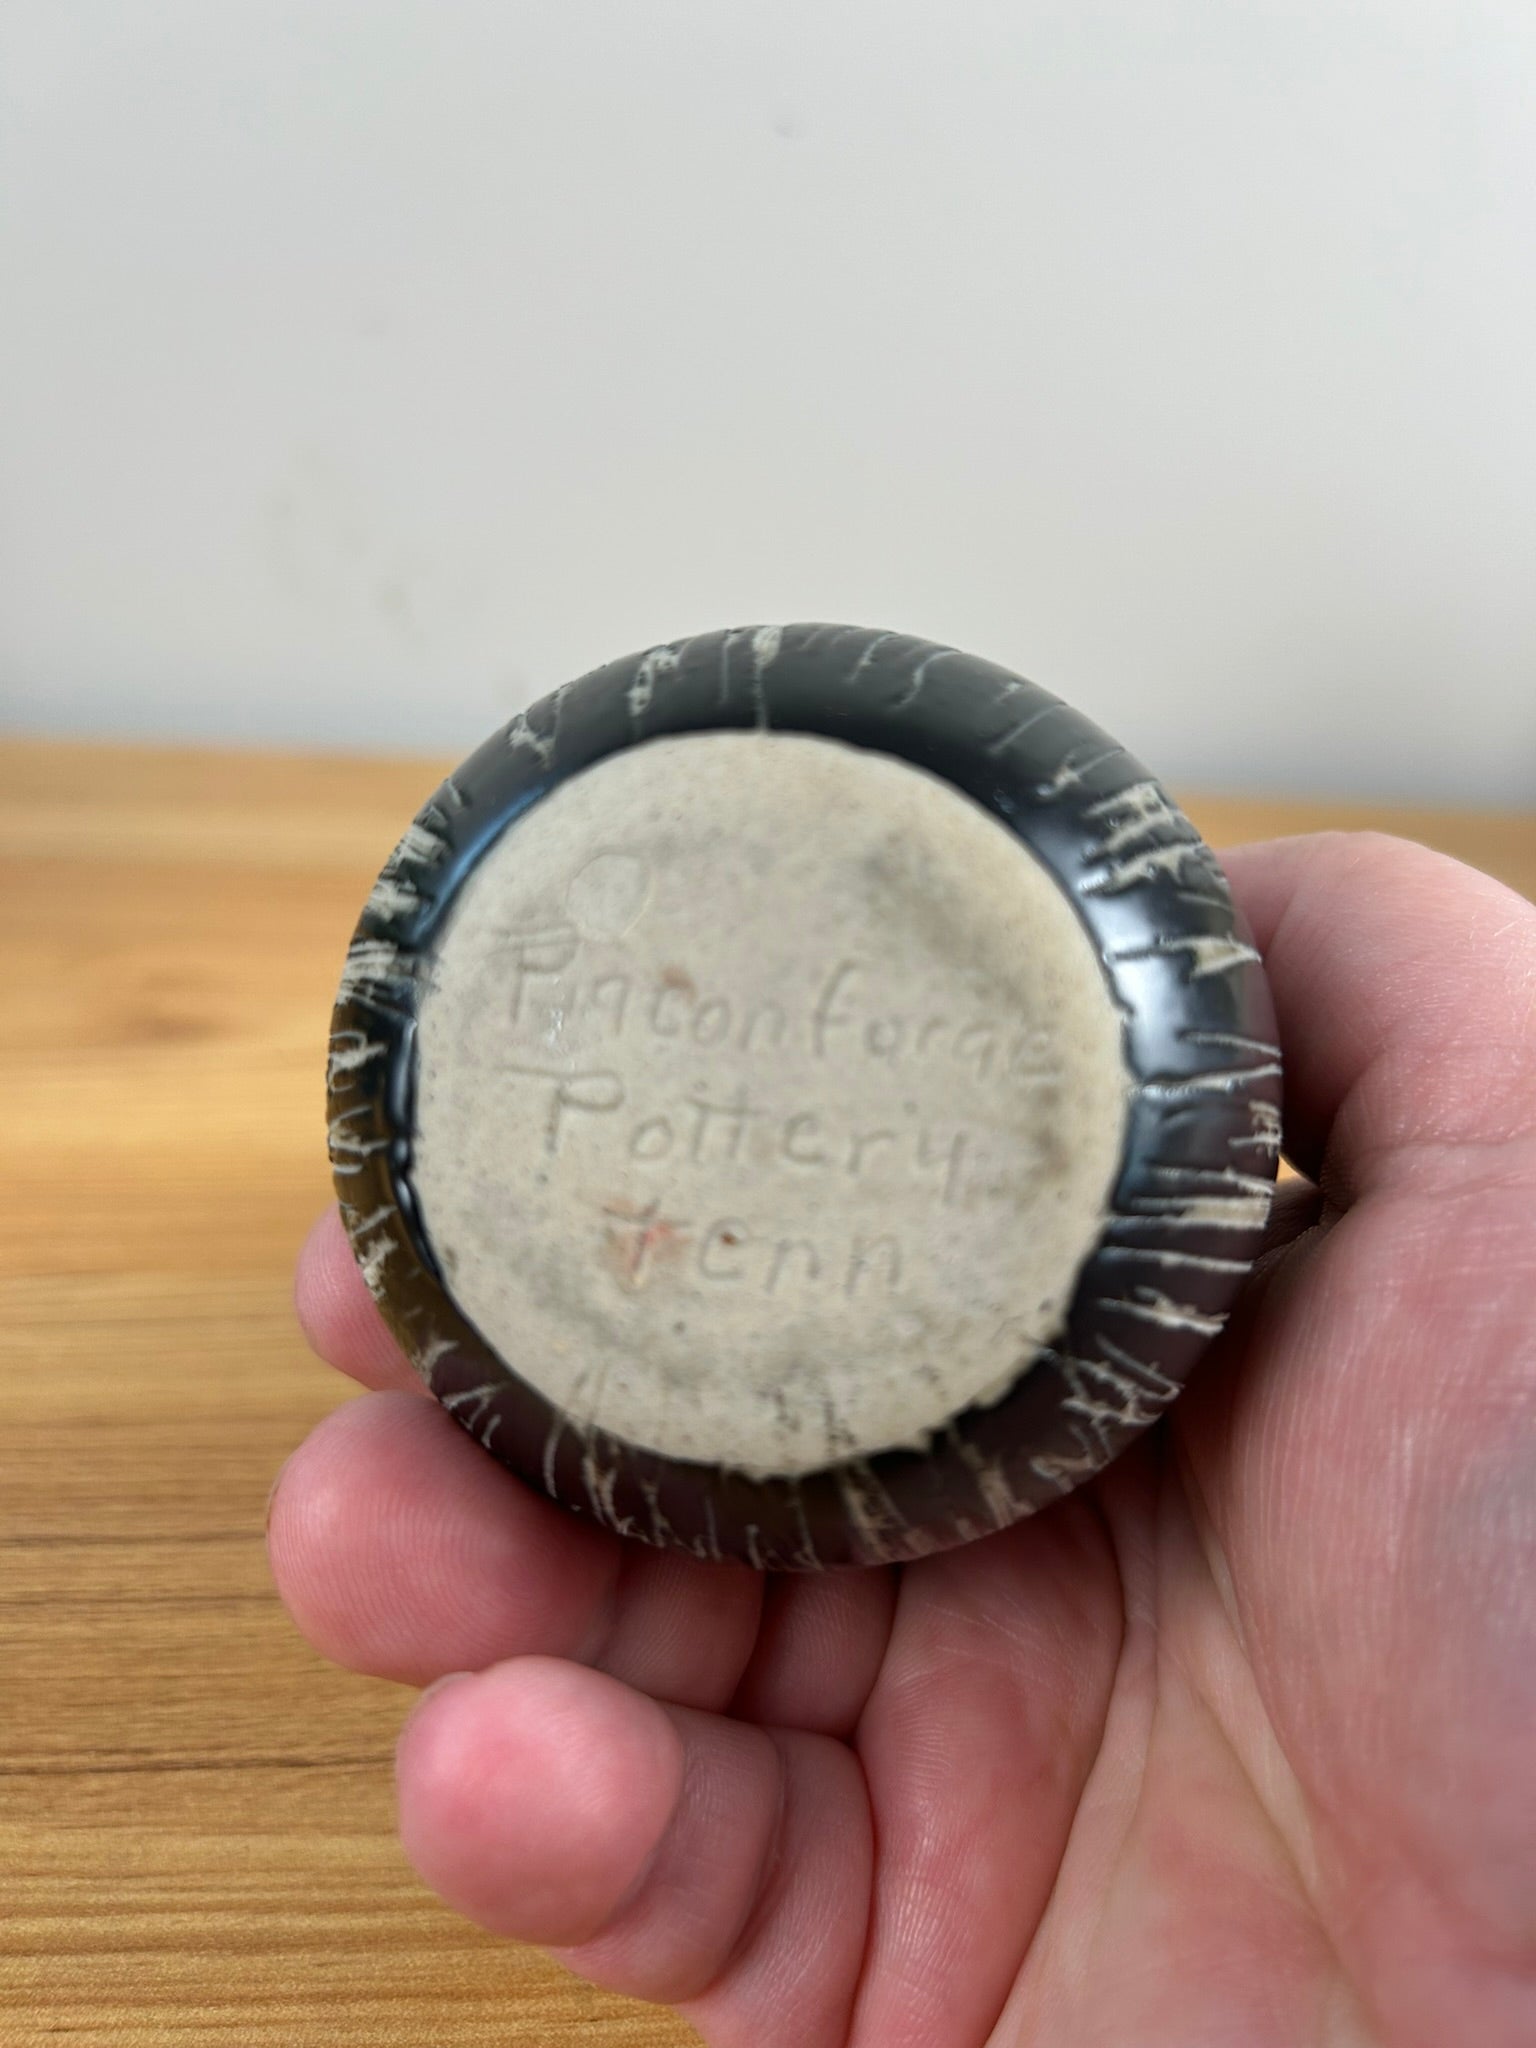 Pigeon forge
Pottery
tenn